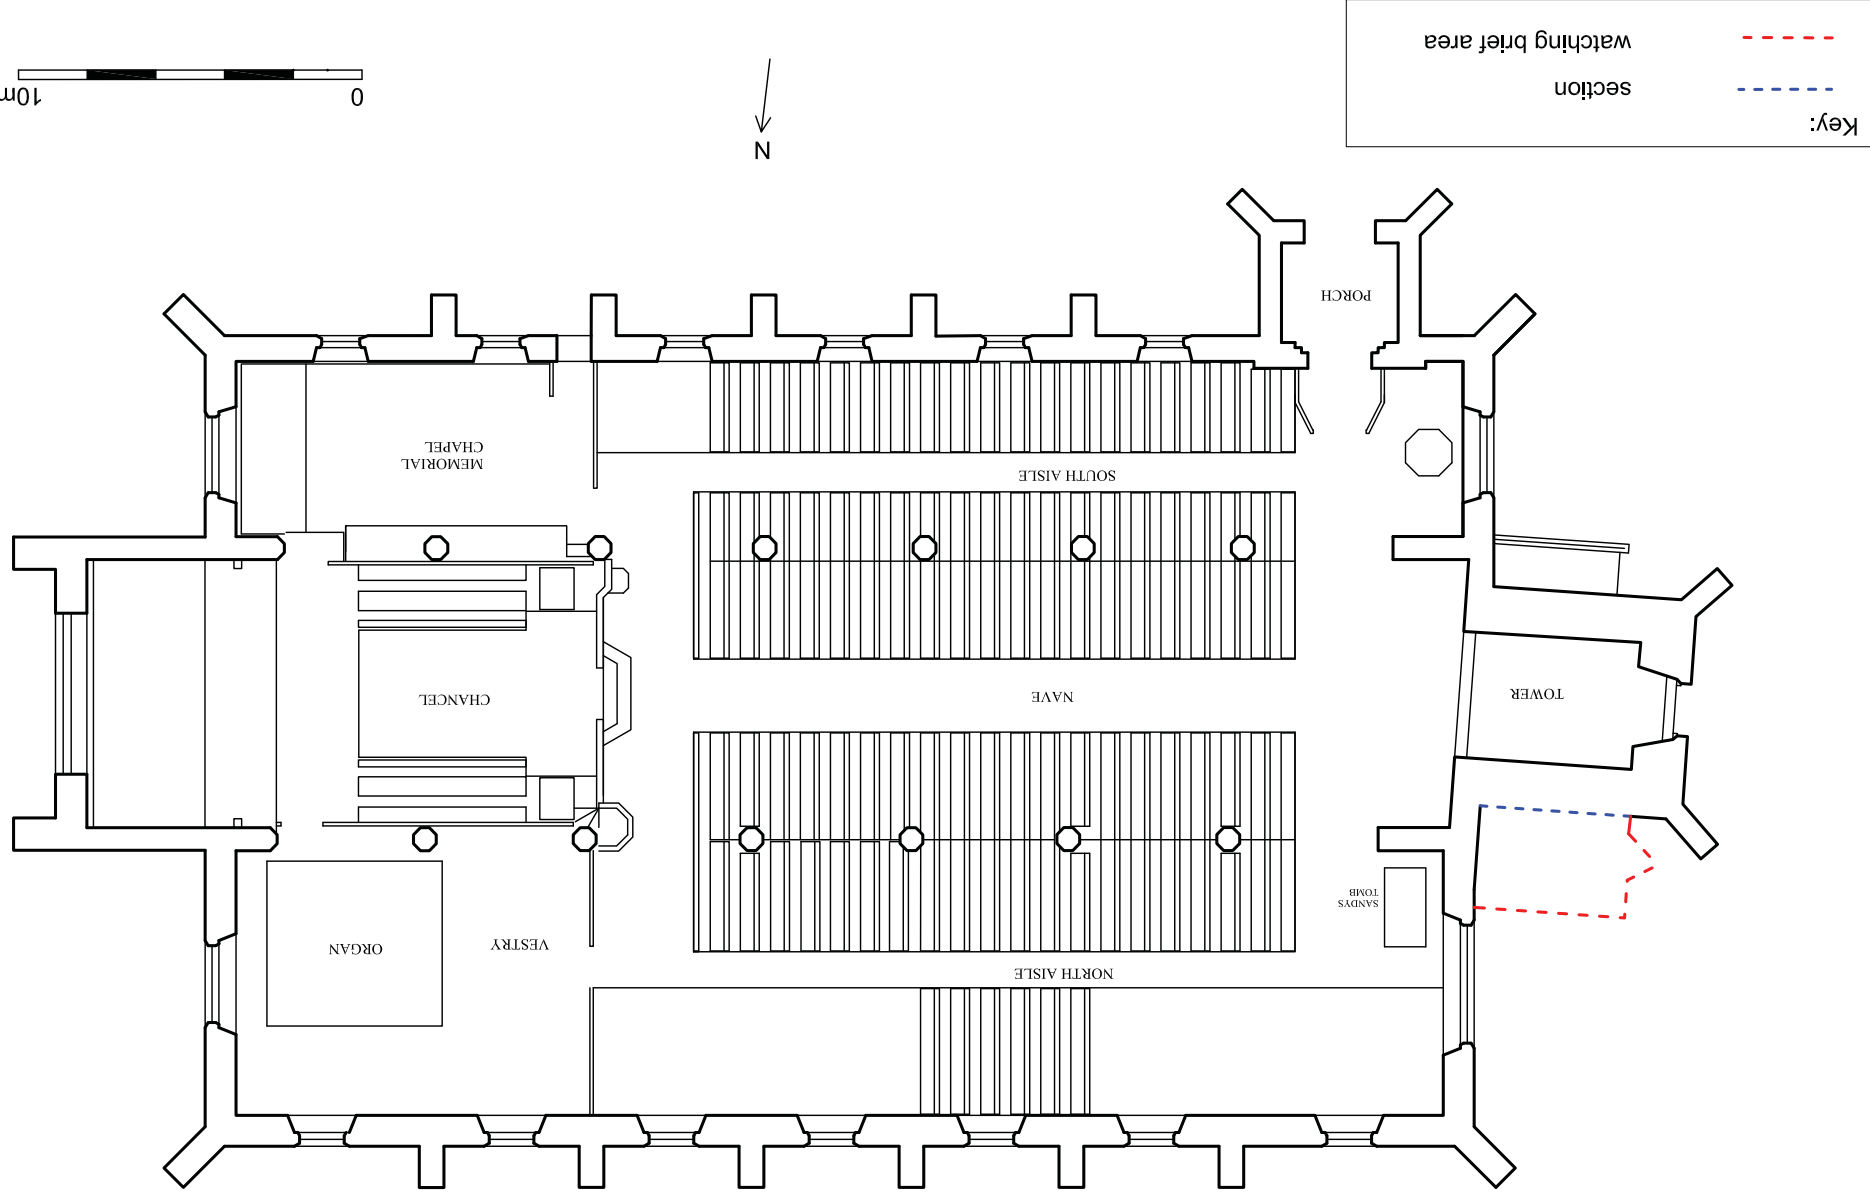 N
VESTRY
ORGAN
NORTH AISLE
SANDYS
TOMB
TOWER
NAVE
CHANCEL
SOUTH AISLE
MEMORIAL
CHAPEL
PORCH
Key:
section
watching brief area
0
10m